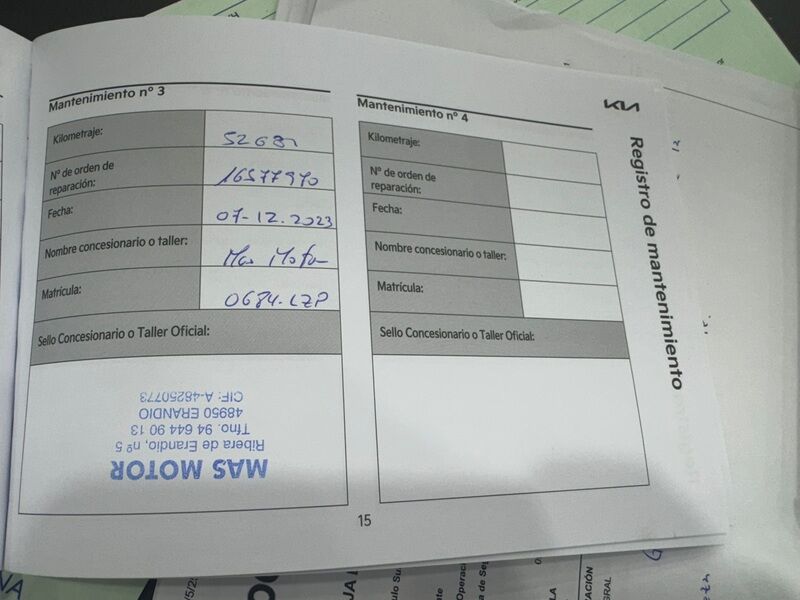 Mantenimiento nº 3
Kilometraje:
52681
Nº de orden de
reparación:
16577970
Fecha:
07-12.2023
Nombre concesionario o taller:
Mas Motor
Matrícula:
0684-LZP
Sello Concesionario o Taller Oficial:
MAS MOTOR
Ribera de Erandio, nº 5
Tfno. 94 644 90 13
48950 ERANDIO
CIF: A-48250773
Mantenimiento nº 4
Kilometraje:
Nº de orden de
reparación:
Fecha:
Nombre concesionario o taller:
Matrícula:
Sello Concesionario o Taller Oficial:
KIA
Registro de mantenimiento
15